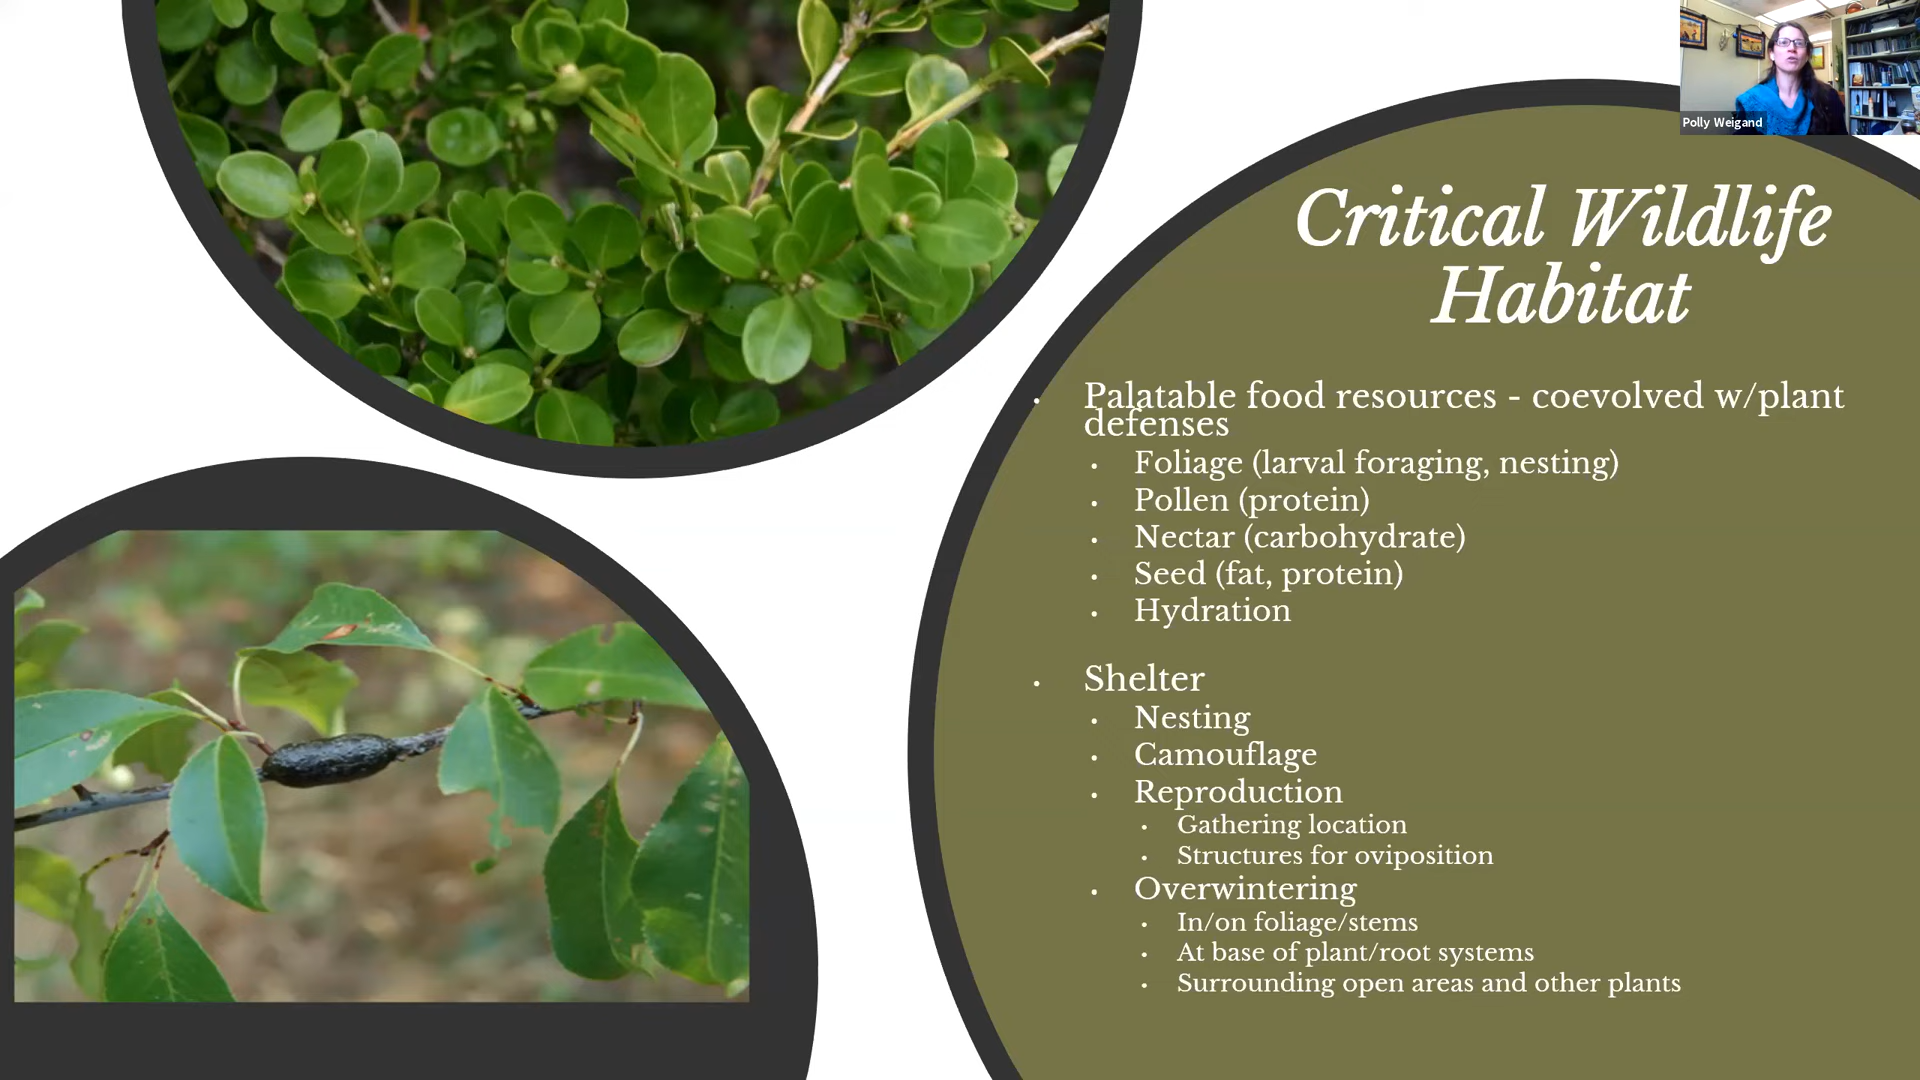 Polly Weigand
Critical Wildlife
Habitat
• Palatable food resources - coevolved w/plant
defenses
• Foliage (larval foraging, nesting)
• Pollen (protein)
• Nectar (carbohydrate)
• Seed (fat, protein)
• Hydration
• Shelter
• Nesting
• Camouflage
• Reproduction
• Gathering location
• Structures for oviposition
• Overwintering
• In/on foliage/stems
• At base of plant/root systems
• Surrounding open areas and other plants